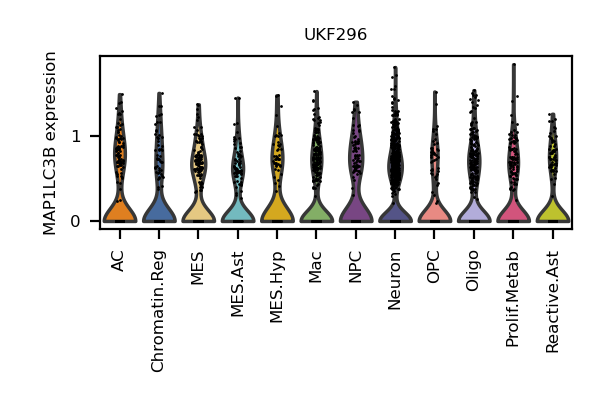 UKF296
MAP1LC3B expression
1
0
AC
Chromatin.Reg
MES
MES.Ast
MES.Hyp
Mac
NPC
Neuron
OPC
Oligo
Prolif.Metab
Reactive.Ast